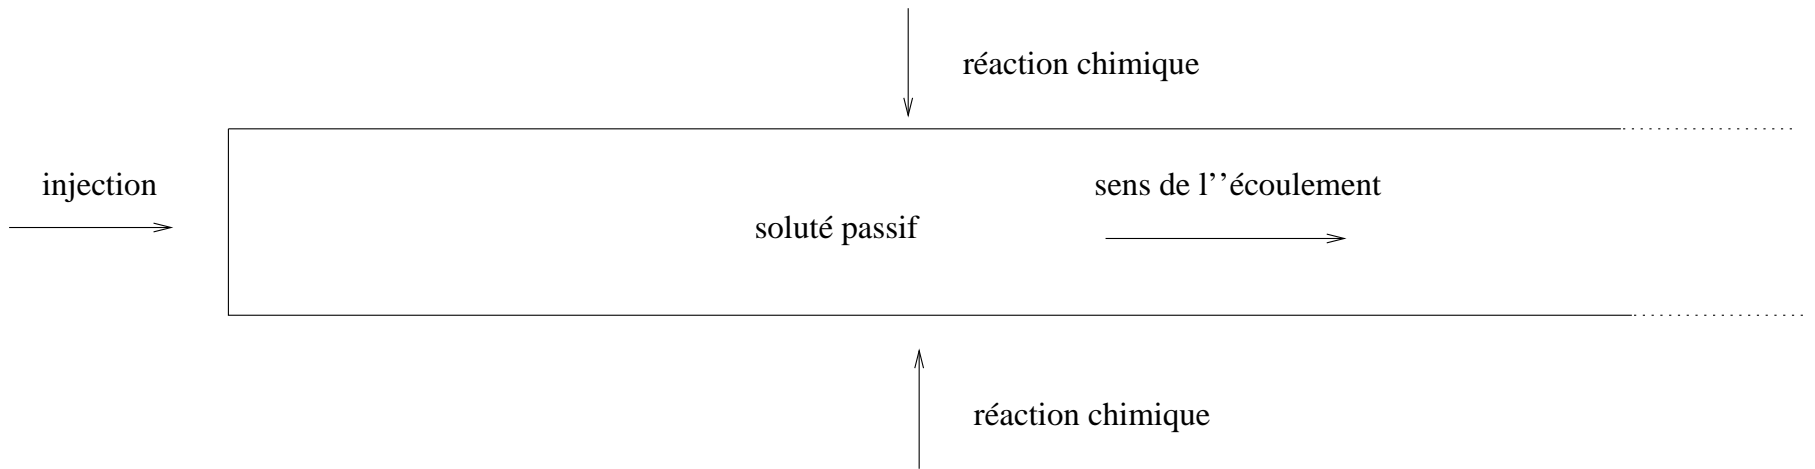 réaction chimique
injection
sens de l''écoulement
soluté passif
réaction chimique